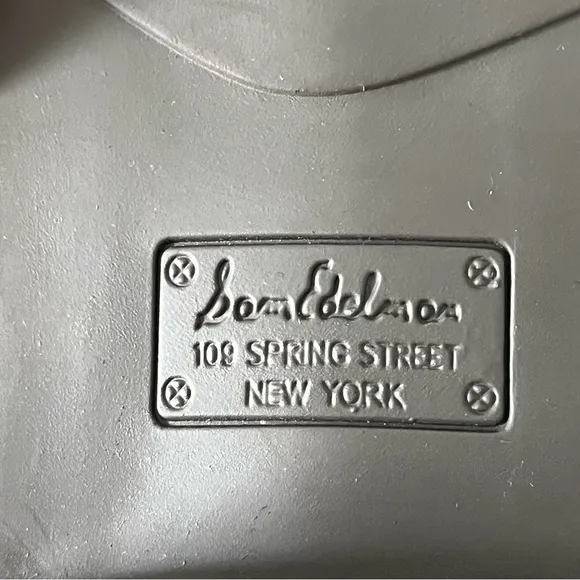 Sam Edelman
109 SPRING STREET
NEW YORK